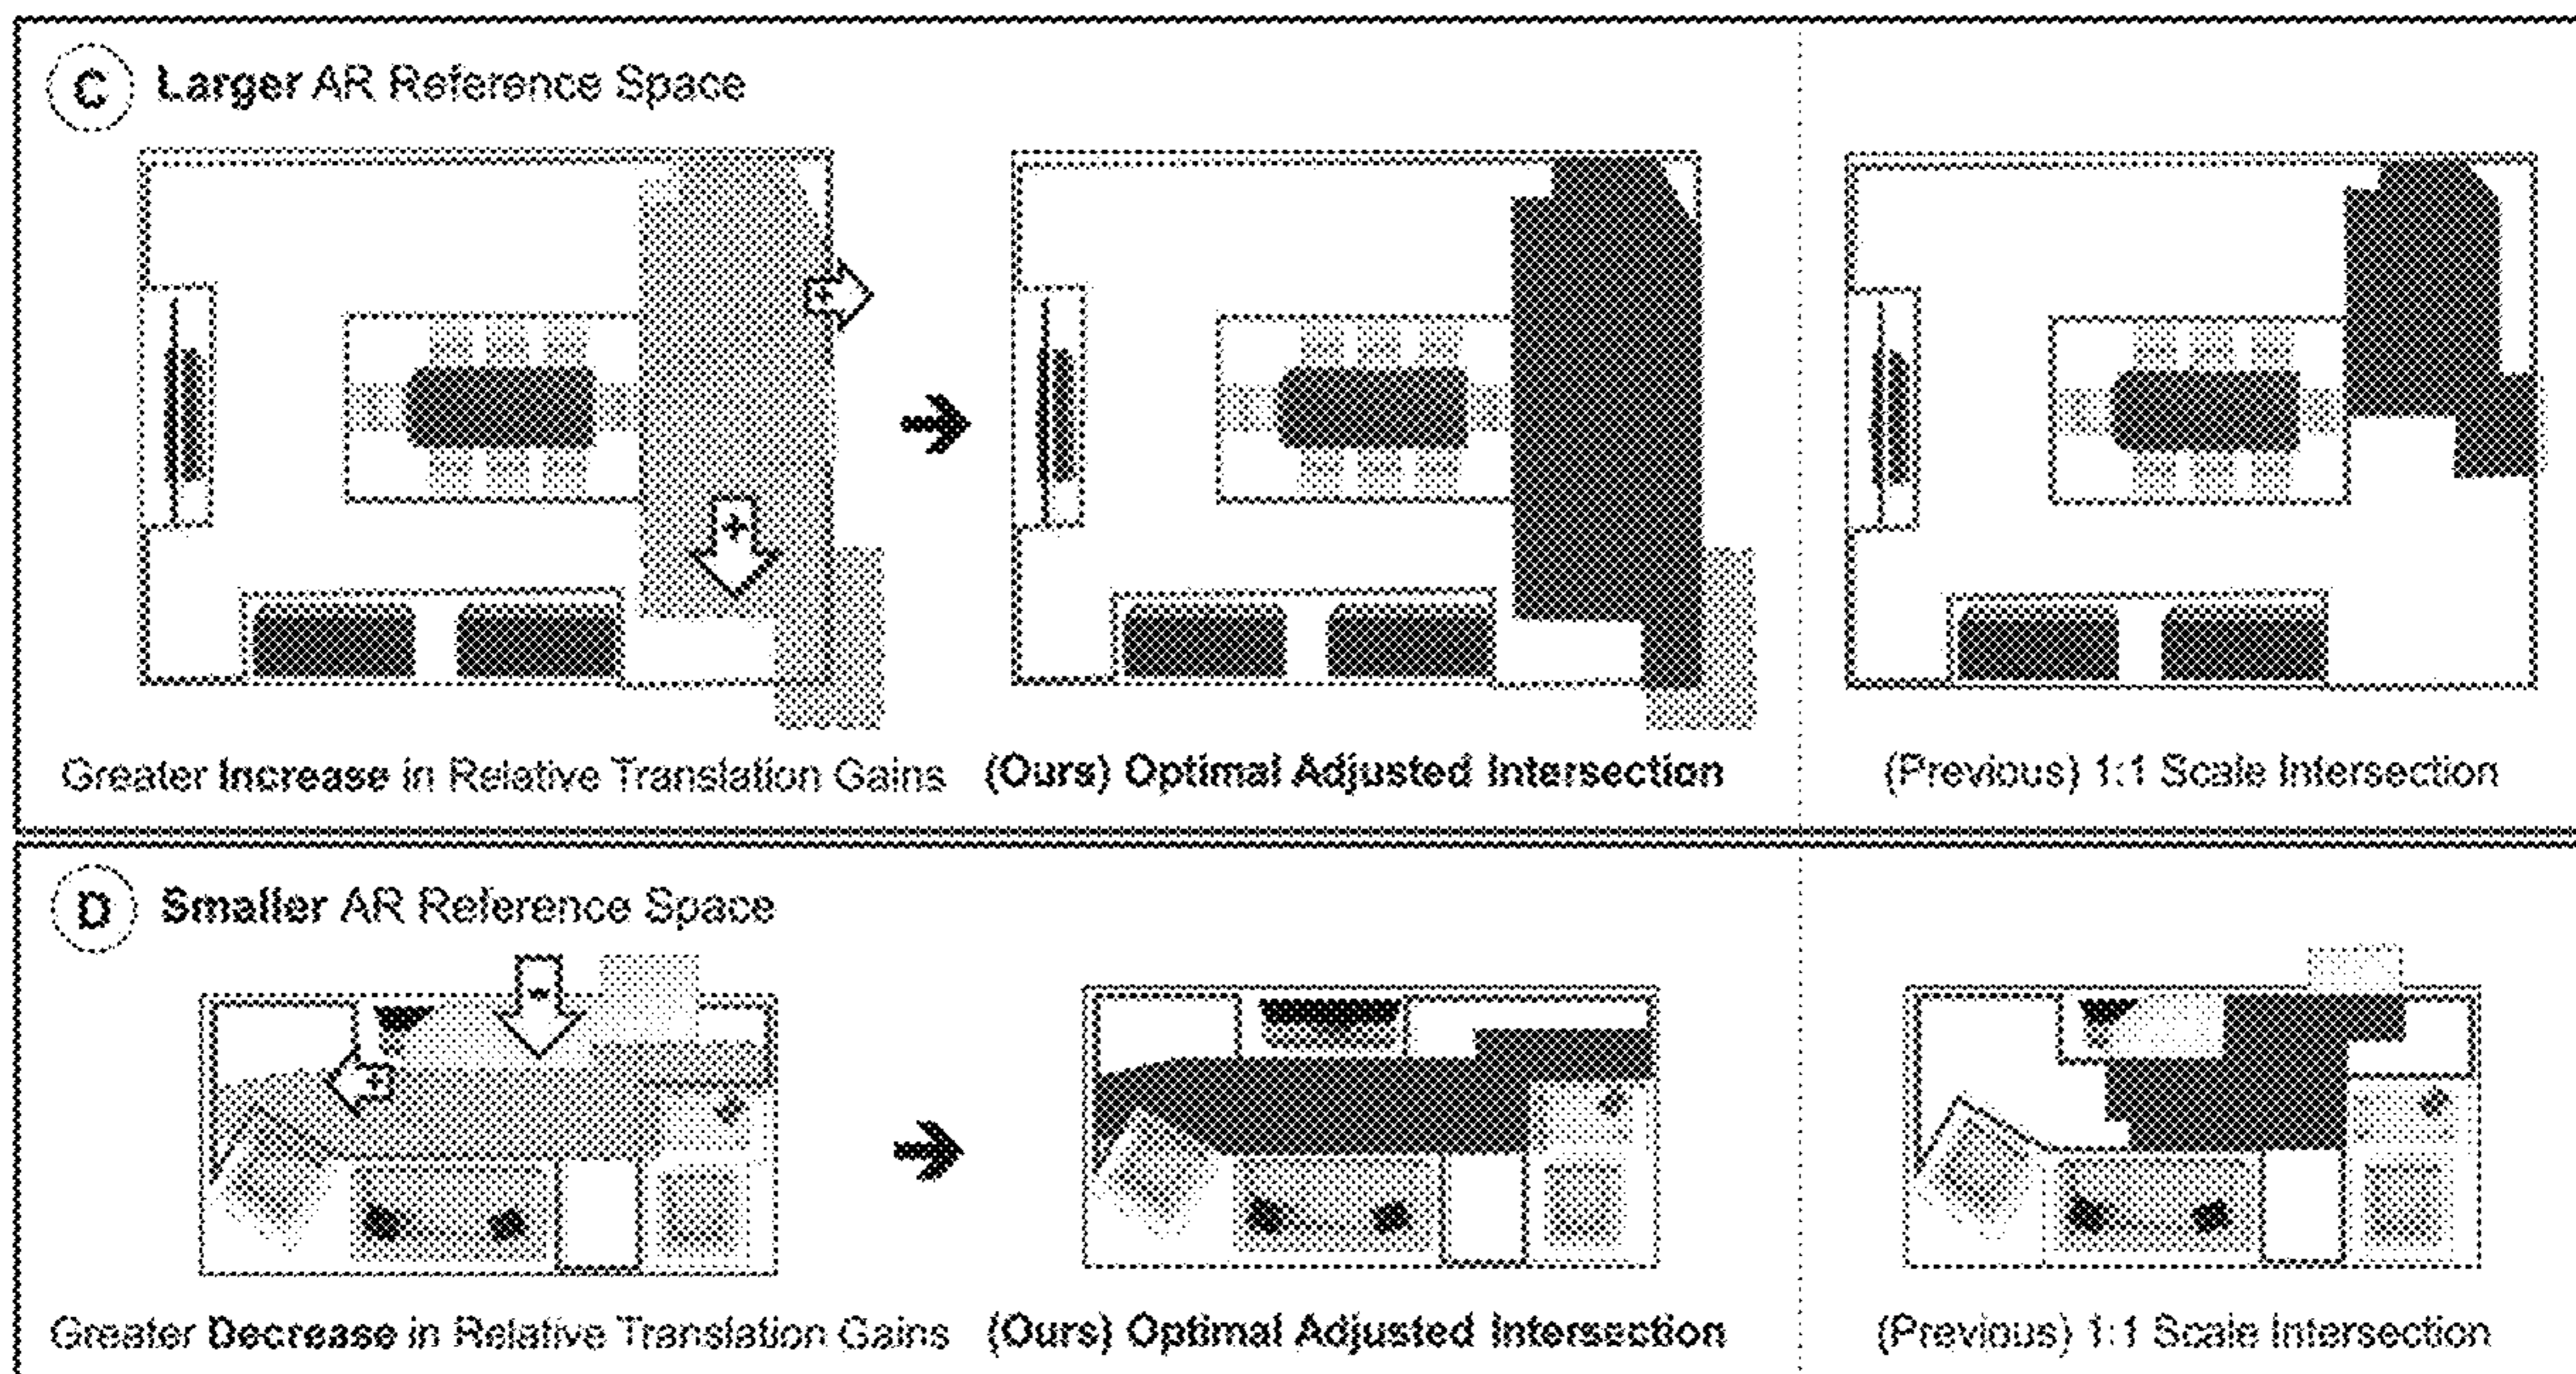 C Larger AR Reference Space
+
+
Greater Increase in Relative Translation Gains (Ours) Optimal Adjusted Intersection (Previous) 1:1 Scale Intersection
D Smaller AR Reference Space
-
+
Greater Decrease in Relative Translation Gains (Ours) Optimal Adjusted Intersection (Previous) 1:1 Scale Intersection